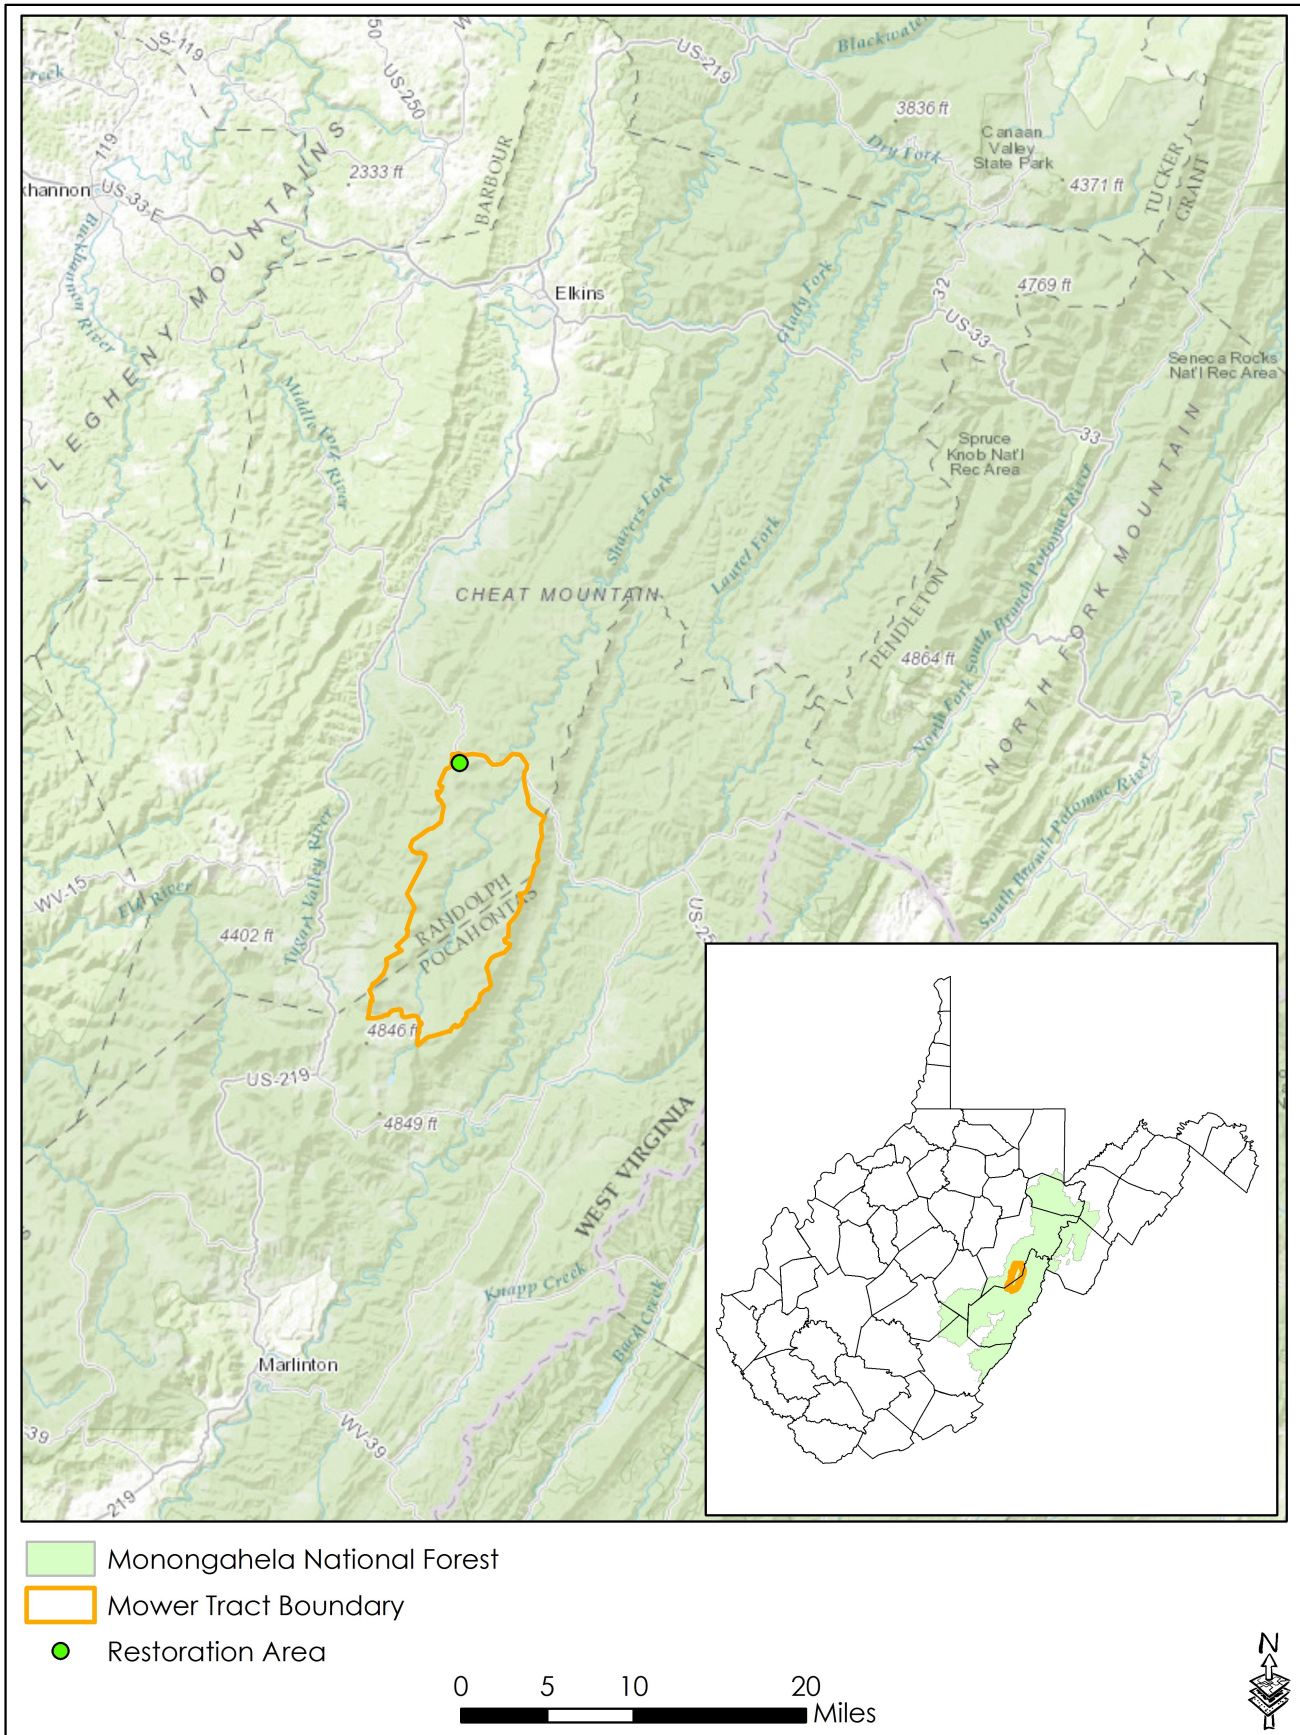 US-119
50
US-250
W
US-219
Blackwater
reek
3836 ft
Canaan
Valley
State Park
Dry Fork
119
ALLEGHENY MOUNTAINS
2333 ft
BARBOUR
4371 ft
TUCKER
GRANT
khannon
US-33-E
Buckhannon River
Elkins
Glady Fork
32
4769 ft
US-33
Seneca Rocks
Nat'l Rec Area
Middle Fork River
33
Spruce
Knob Nat'l
Rec Area
Shavers Fork
Laurel Fork
CHEAT MOUNTAIN
PENDLETON
4864 ft
North Fork South Branch Potomac River
NORTH FORK MOUNTAIN
South Branch Potomac River
Tygart Valley River
WV-15
Elk River
RANDOLPH
POCAHONTAS
US-25
4402 ft
4846 ft
US-219
4849 ft
WEST VIRGINIA
Knapp Creek
Back Creek
Marlinton
WV-39
39
219
Monongahela National Forest
Mower Tract Boundary
Restoration Area
0 5 10 20
Miles
N